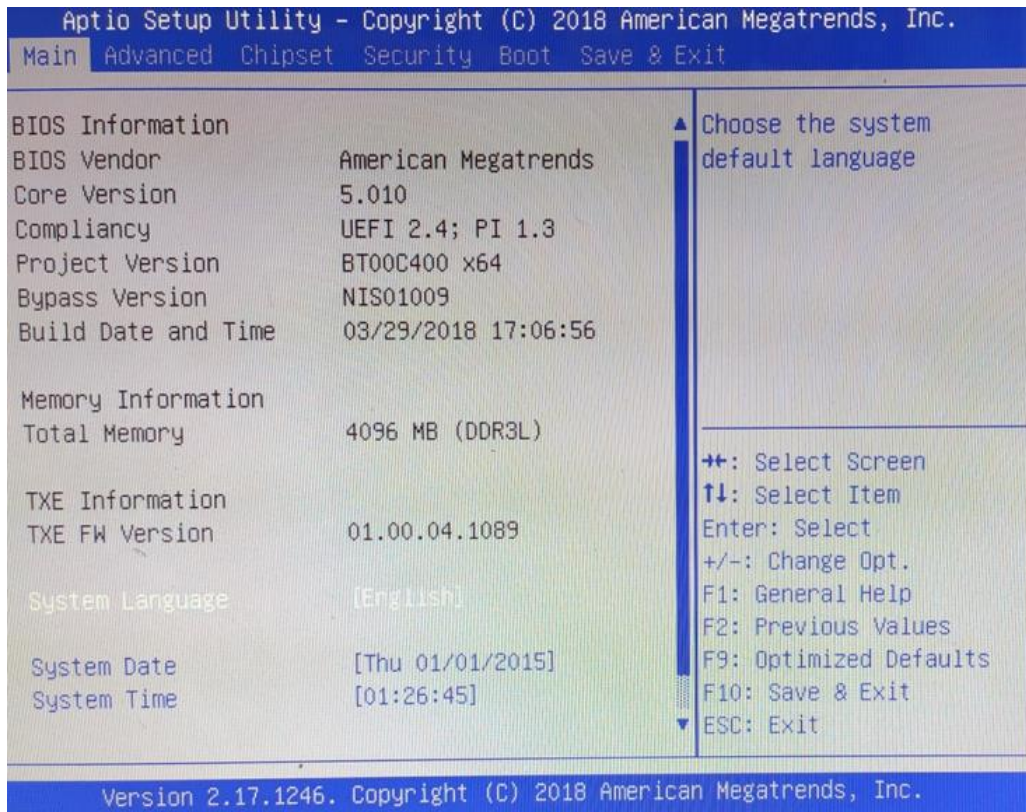 Aptio Setup Utility - Copyright (C) 2018 American Megatrends, Inc.
Main Advanced Chipset Security Boot Save & Exit
BIOS Information
BIOS Vendor American Megatrends
Core Version 5.010
Compliancy UEFI 2.4; PI 1.3
Project Version BT00C400 x64
Bypass Version NIS01009
Build Date and Time 03/29/2018 17:06:56
Memory Information
Total Memory 4096 MB (DDR3L)
TXE Information
TXE FW Version 01.00.04.1089
System Language [English]
System Date [Thu 01/01/2015]
System Time [01:26:45]
Choose the system
default language
→←: Select Screen
↑↓: Select Item
Enter: Select
+/-: Change Opt.
F1: General Help
F2: Previous Values
F9: Optimized Defaults
F10: Save & Exit
ESC: Exit
Version 2.17.1246. Copyright (C) 2018 American Megatrends, Inc.